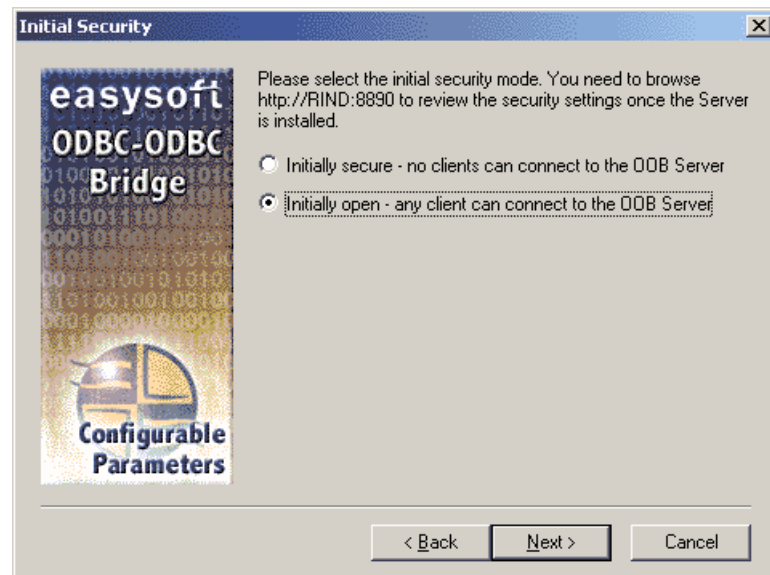 Initial Security
easysoft
ODBC-ODBC
Bridge
Configurable
Parameters
Please select the initial security mode. You need to browse
http://RIND:8890 to review the security settings once the Server
is installed.
Initially secure - no clients can connect to the OOB Server
Initially open - any client can connect to the OOB Server
< Back
Next >
Cancel